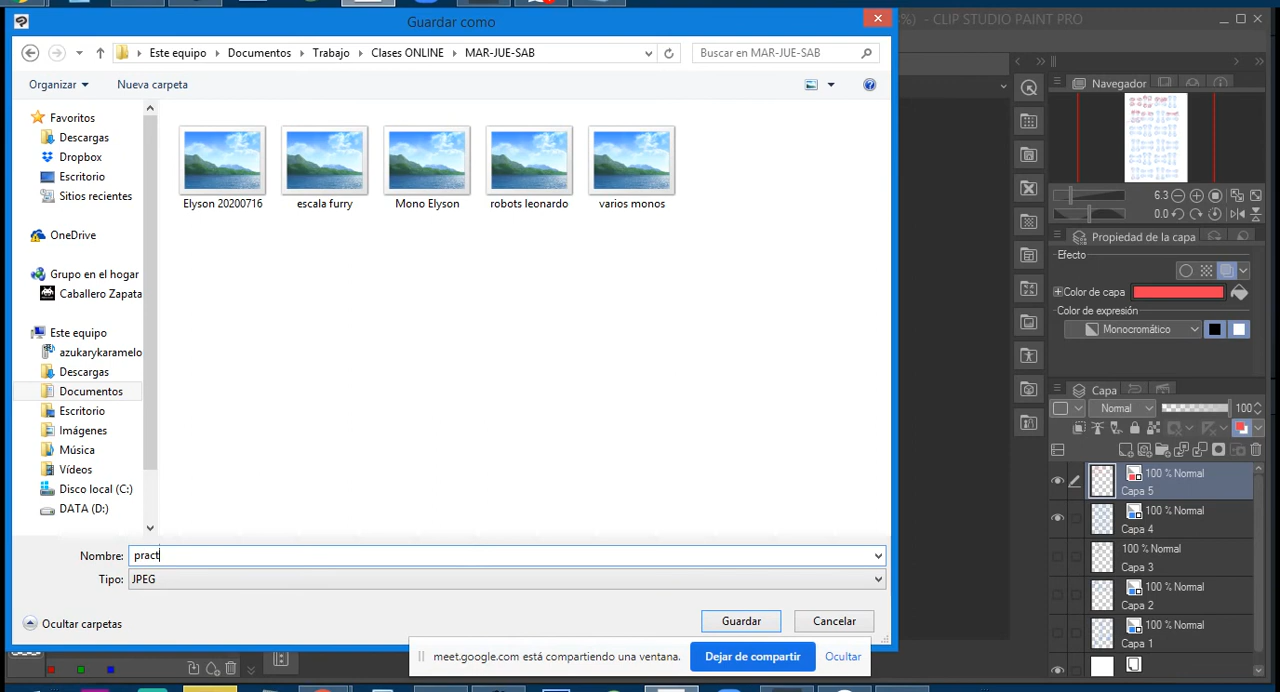 Guardar como
%) - CLIP STUDIO PAINT PRO
Este equipo Documentos Trabajo Clases ONLINE MAR-JUE-SAB
Buscar en MAR-JUE-SAB
Organizar Nueva carpeta
Navegador
Favoritos
Descargas
Dropbox
Escritorio
Sitios recientes
OneDrive
Grupo en el hogar
Caballero Zapata
Este equipo
azukarykaramelo
Descargas
Documentos
Escritorio
Imágenes
Música
Vídeos
Disco local (C:)
DATA (D:)
Elyson 20200716 escala furry Mono Elyson robots leonardo varios monos
6.3
0.0
Propiedad de la capa
Efecto
Color de capa
Color de expresión
Monocromático
Capa
Normal 100
100 % Normal
Capa 5
100 % Normal
Capa 4
100 % Normal
Capa 3
100 % Normal
Capa 2
100 % Normal
Capa 1
Nombre: pract
Tipo: JPEG
Ocultar carpetas
Guardar Cancelar
meet.google.com está compartiendo una ventana. Dejar de compartir Ocultar